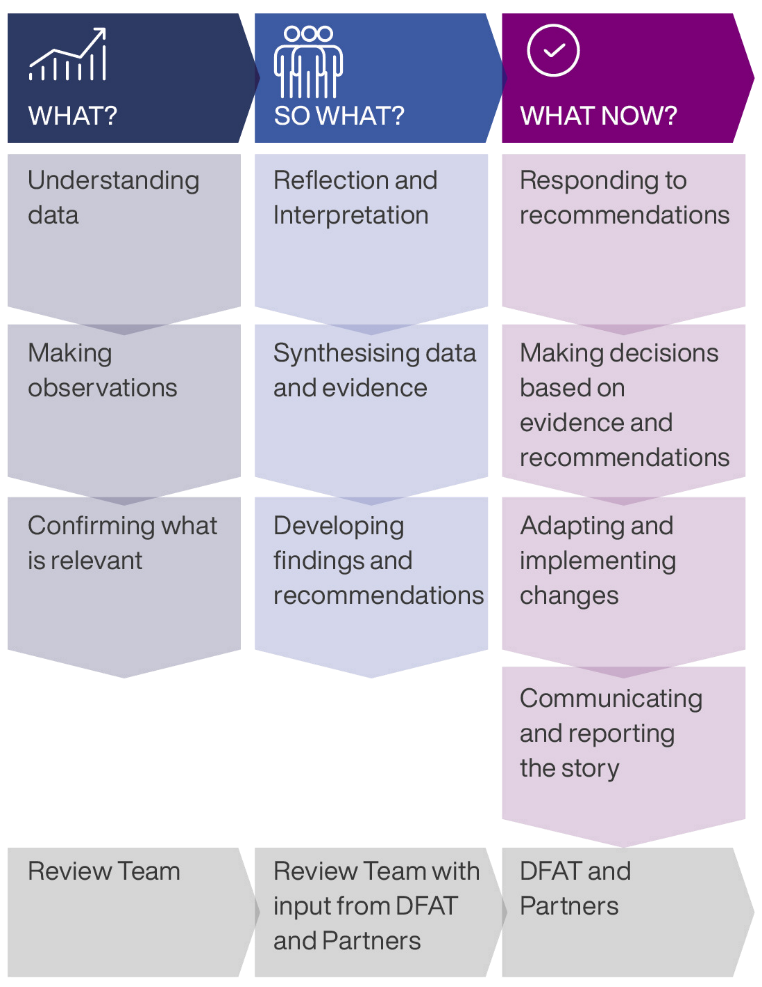 WHAT?
SO WHAT?
WHAT NOW?
Understanding
data
Making
observations
Confirming what
is relevant
Reflection and
Interpretation
Synthesising data
and evidence
Developing
findings and
recommendations
Responding to
recommendations
Making decisions
based on
evidence and
recommendations
Adapting and
implementing
changes
Communicating
and reporting
the story
Review Team
Review Team with
input from DFAT
and Partners
DFAT and
Partners